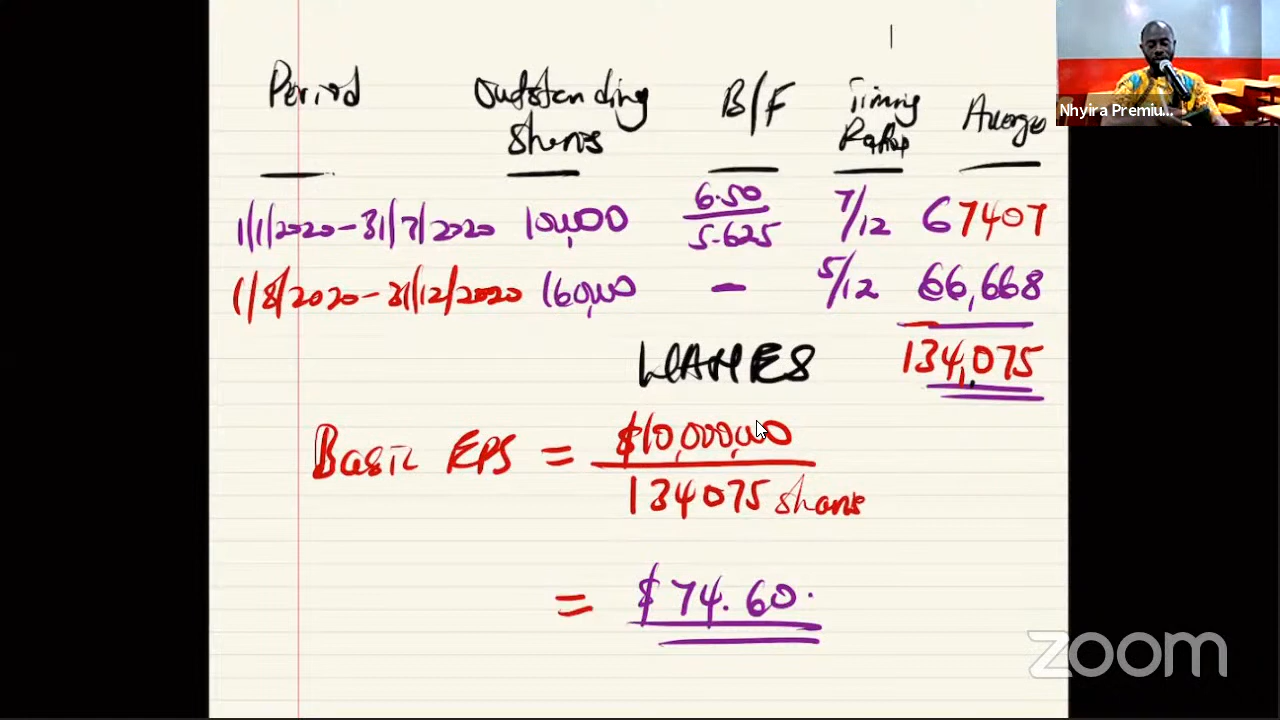 Period Outstanding Shares B/F Timing Ratio Average
1/1/2020 - 31/7/2020 100,000 6.50/5.625 7/12 67407
1/8/2020 - 31/12/2020 160,000 - 5/12 66,668
134,075
Basic EPS = $10,000,000 / 134075 shares
= $74.60.
Nhyira Premiu...
zoom